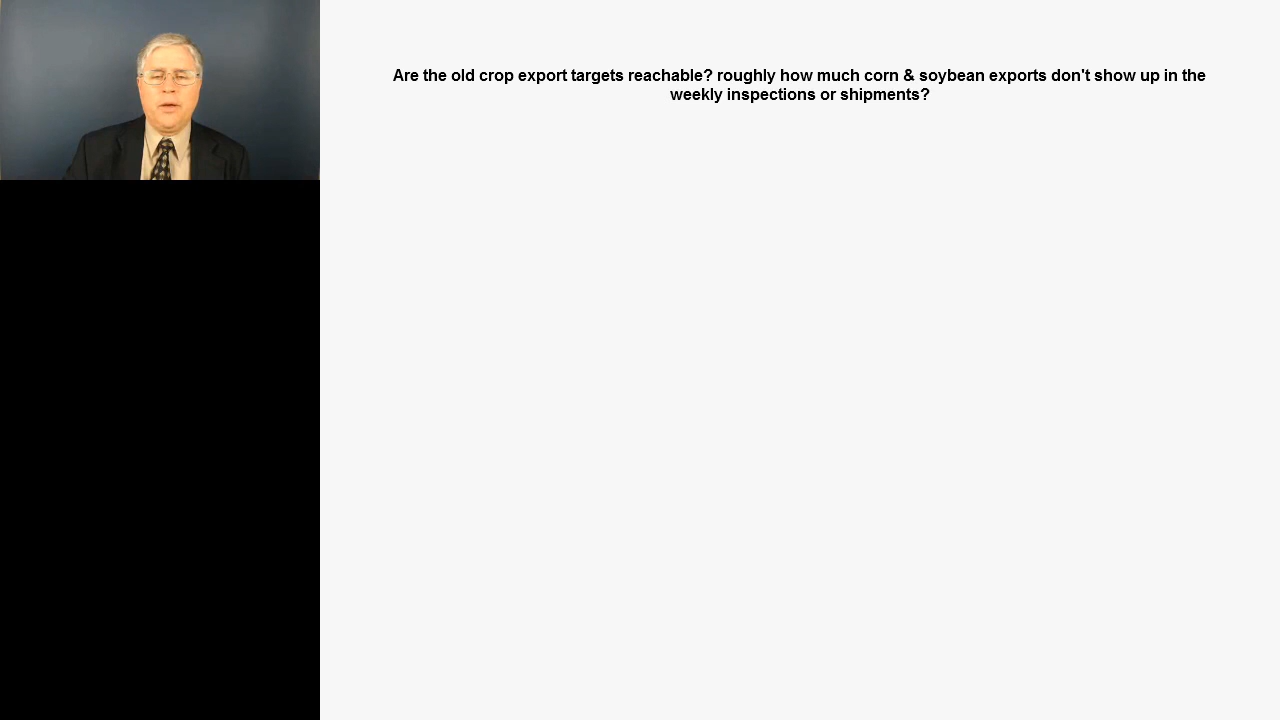 Are the old crop export targets reachable? roughly how much corn & soybean exports don't show up in the
weekly inspections or shipments?